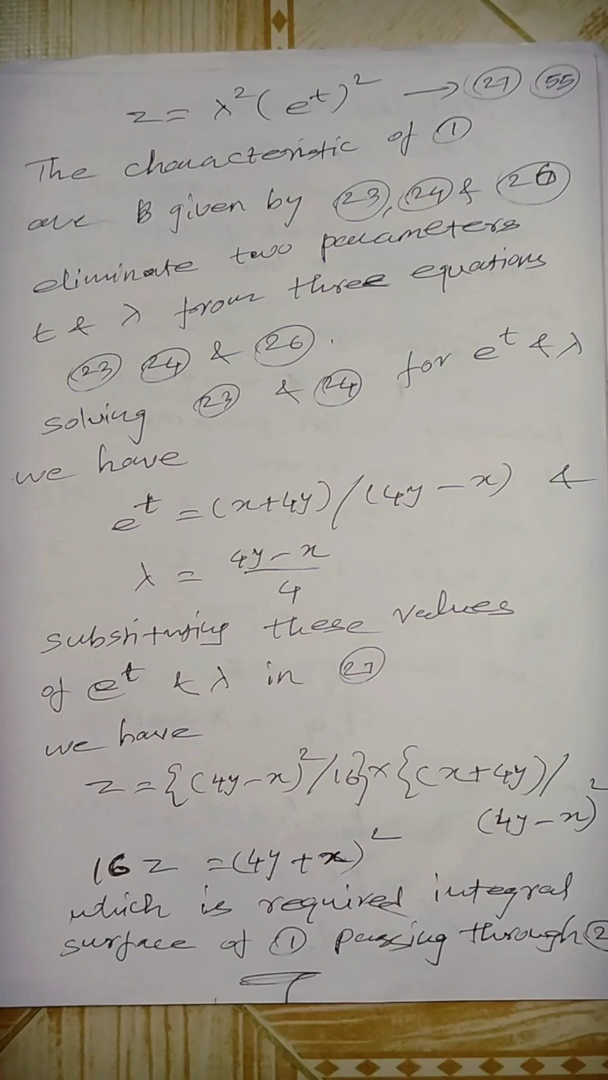 z = λ²(e^t)² → (27) (55)
The characteristic of (1)
are B given by (23), (24) & (26)
eliminate two parameters
t & λ from three equations
(23) (24) & (26).
solving (23) & (24) for e^t & λ
we have
e^t = (x+4y)/(4y-x) &
λ = (4y-x)/4
substituting these values
of e^t & λ in (27)
we have
z = {(4y-x)²/16} × {(x+4y)/
(4y-x)²
16z = (4y+x)²
which is required integral
surface of (1) passing through (2